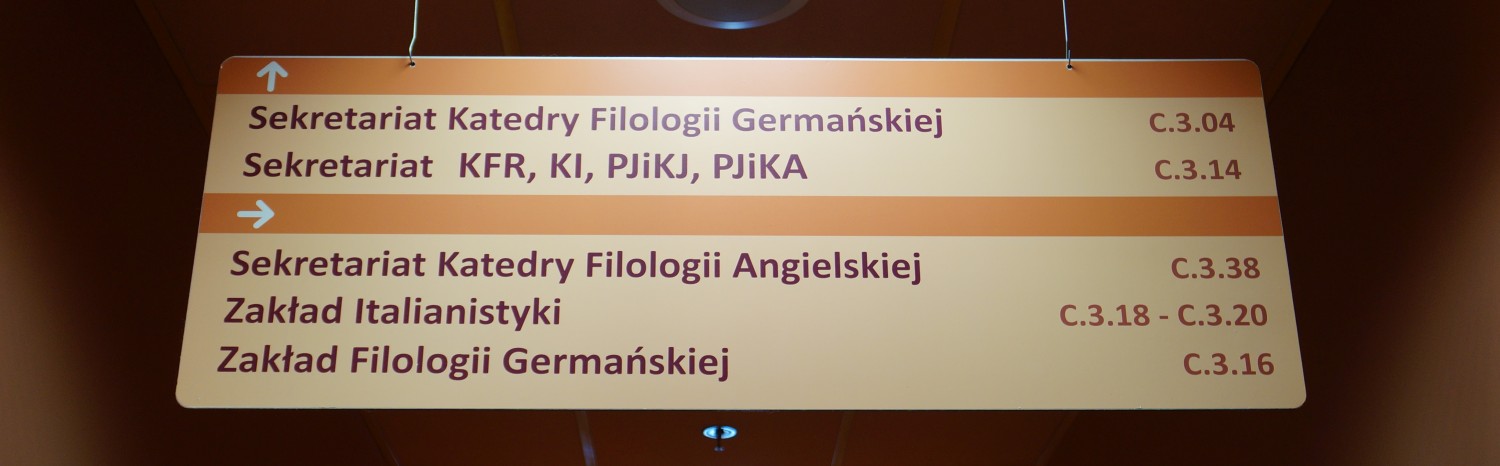 Sekretariat Katedry Filologii Germańskiej C.3.04
Sekretariat KFR, KI, PJiKJ, PJiKA C.3.14
Sekretariat Katedry Filologii Angielskiej C.3.38
Zakład Italianistyki C.3.18 - C.3.20
Zakład Filologii Germańskiej C.3.16